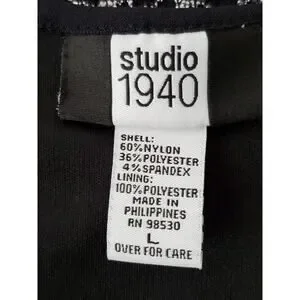 studio
1940
SHELL:
60%NYLON
36%POLYESTER
4%SPANDEX
LINING:
100%POLYESTER
MADE IN
PHILIPPINES
RN 98530
L
OVER FOR CARE